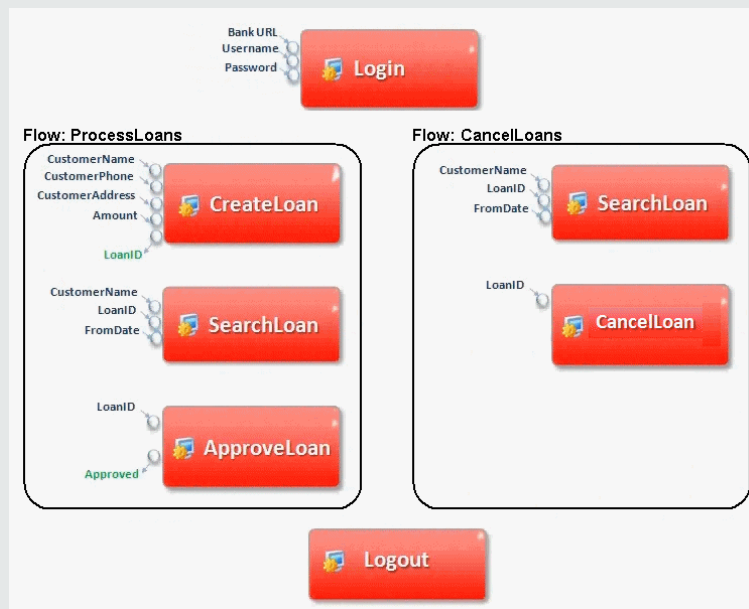 Bank URL
Username
Password
Login
Flow: ProcessLoans
CustomerName
CustomerPhone
CustomerAddress
Amount
LoanID
CreateLoan
CustomerName
LoanID
FromDate
SearchLoan
LoanID
Approved
ApproveLoan
Flow: CancelLoans
CustomerName
LoanID
FromDate
SearchLoan
LoanID
CancelLoan
Logout